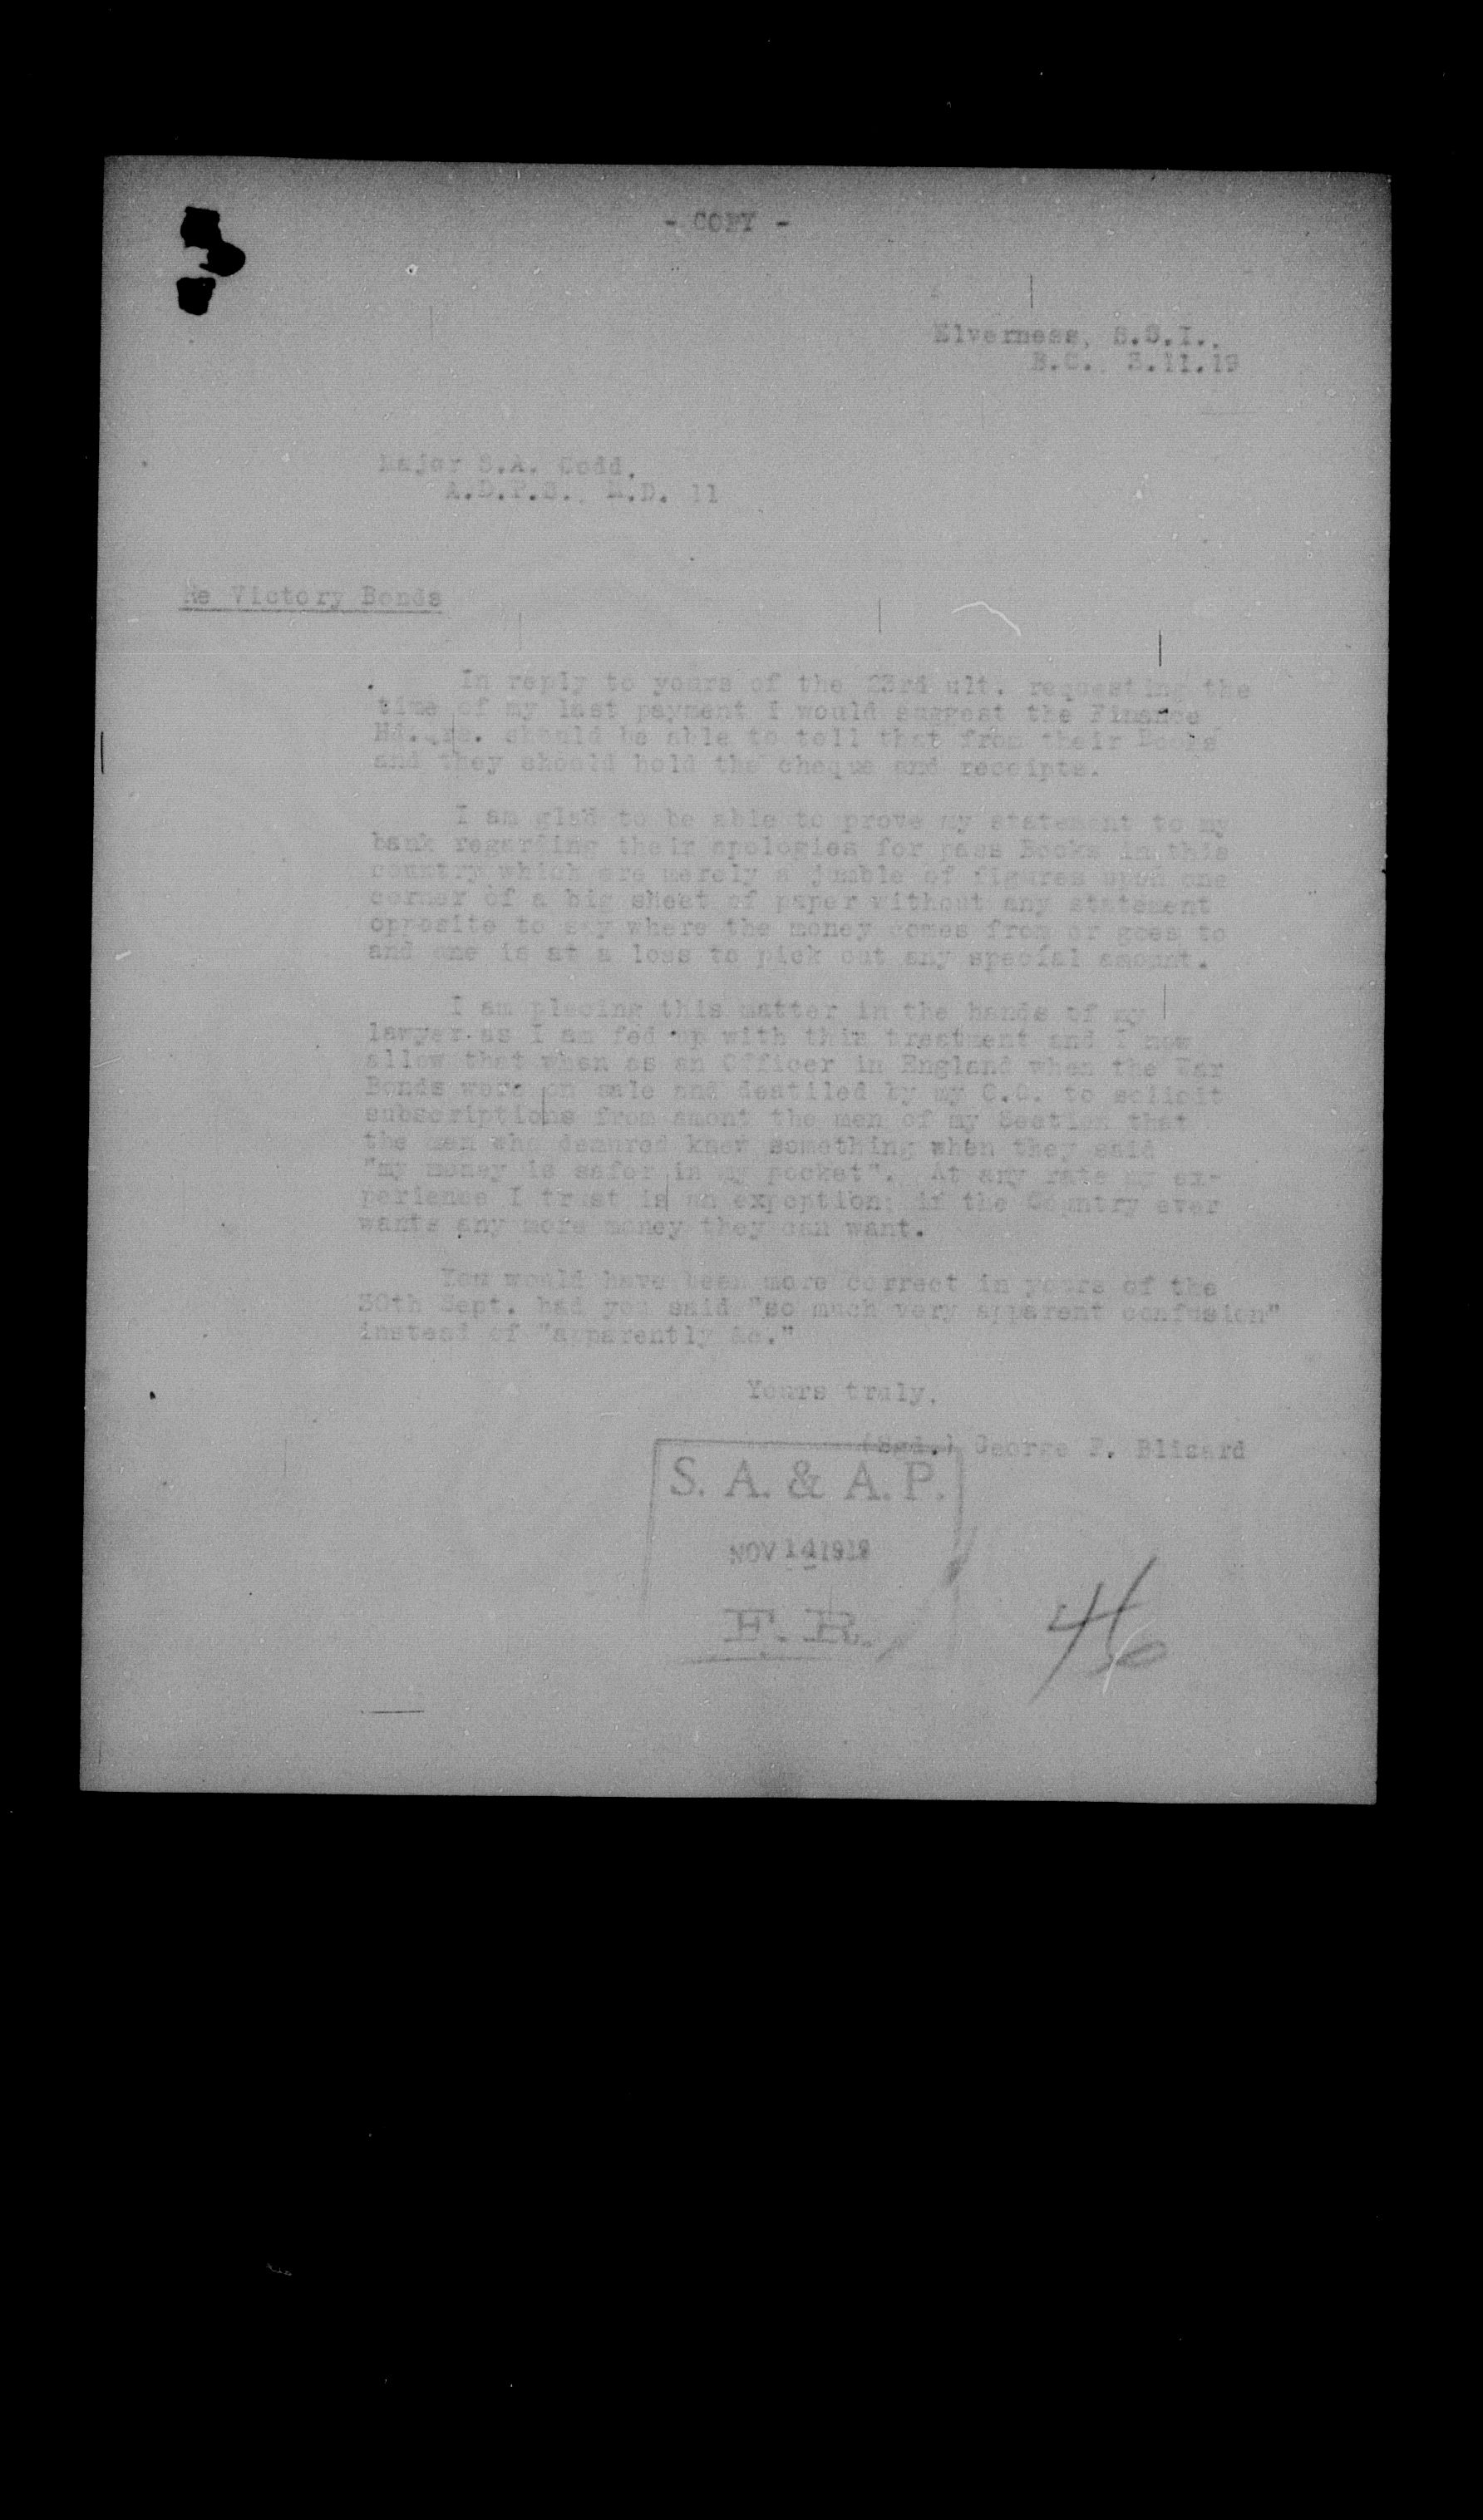 - COPY -
Elverness, S.S.I.,
B.C. 3.11.19
Major S.A. Codd,
A.D.P.S., M.D. 11
Re Victory Bonds
In reply to yours of the 23rd ult. requesting the
time of my last payment I would suggest the Finance
Hd. should be able to tell that from their Books
and they should hold the cheque and receipts.
I am glad to be able to prove my statement to my
bank regarding their apologies for pass Books in this
country which are merely a jumble of figures upon one
corner of a big sheet of paper without any statement
opposite to say where the money comes from or goes to
and one is at a loss to pick out any special amount.
I am placing this matter in the hands of my
lawyer as I am fed up with this treatment and I now
allow that when as an Officer in England when the War
Bonds were on sale and deatiled by my O.C. to solicit
subscriptions from amont the men of my Section that
the men who demured knew something when they said
"my money is safer in my pocket". At any rate my ex-
perience I trust is an expeption; if the Country ever
wants any more money they can want.
You would have been more correct in yours of the
30th Sept. had you said "so much very apparent confusion"
instead of "apparently &c."
Yours truly,
(Sgd.) George F. Blizard
S. A. & A. P.
NOV 14 1919
F. R.
46